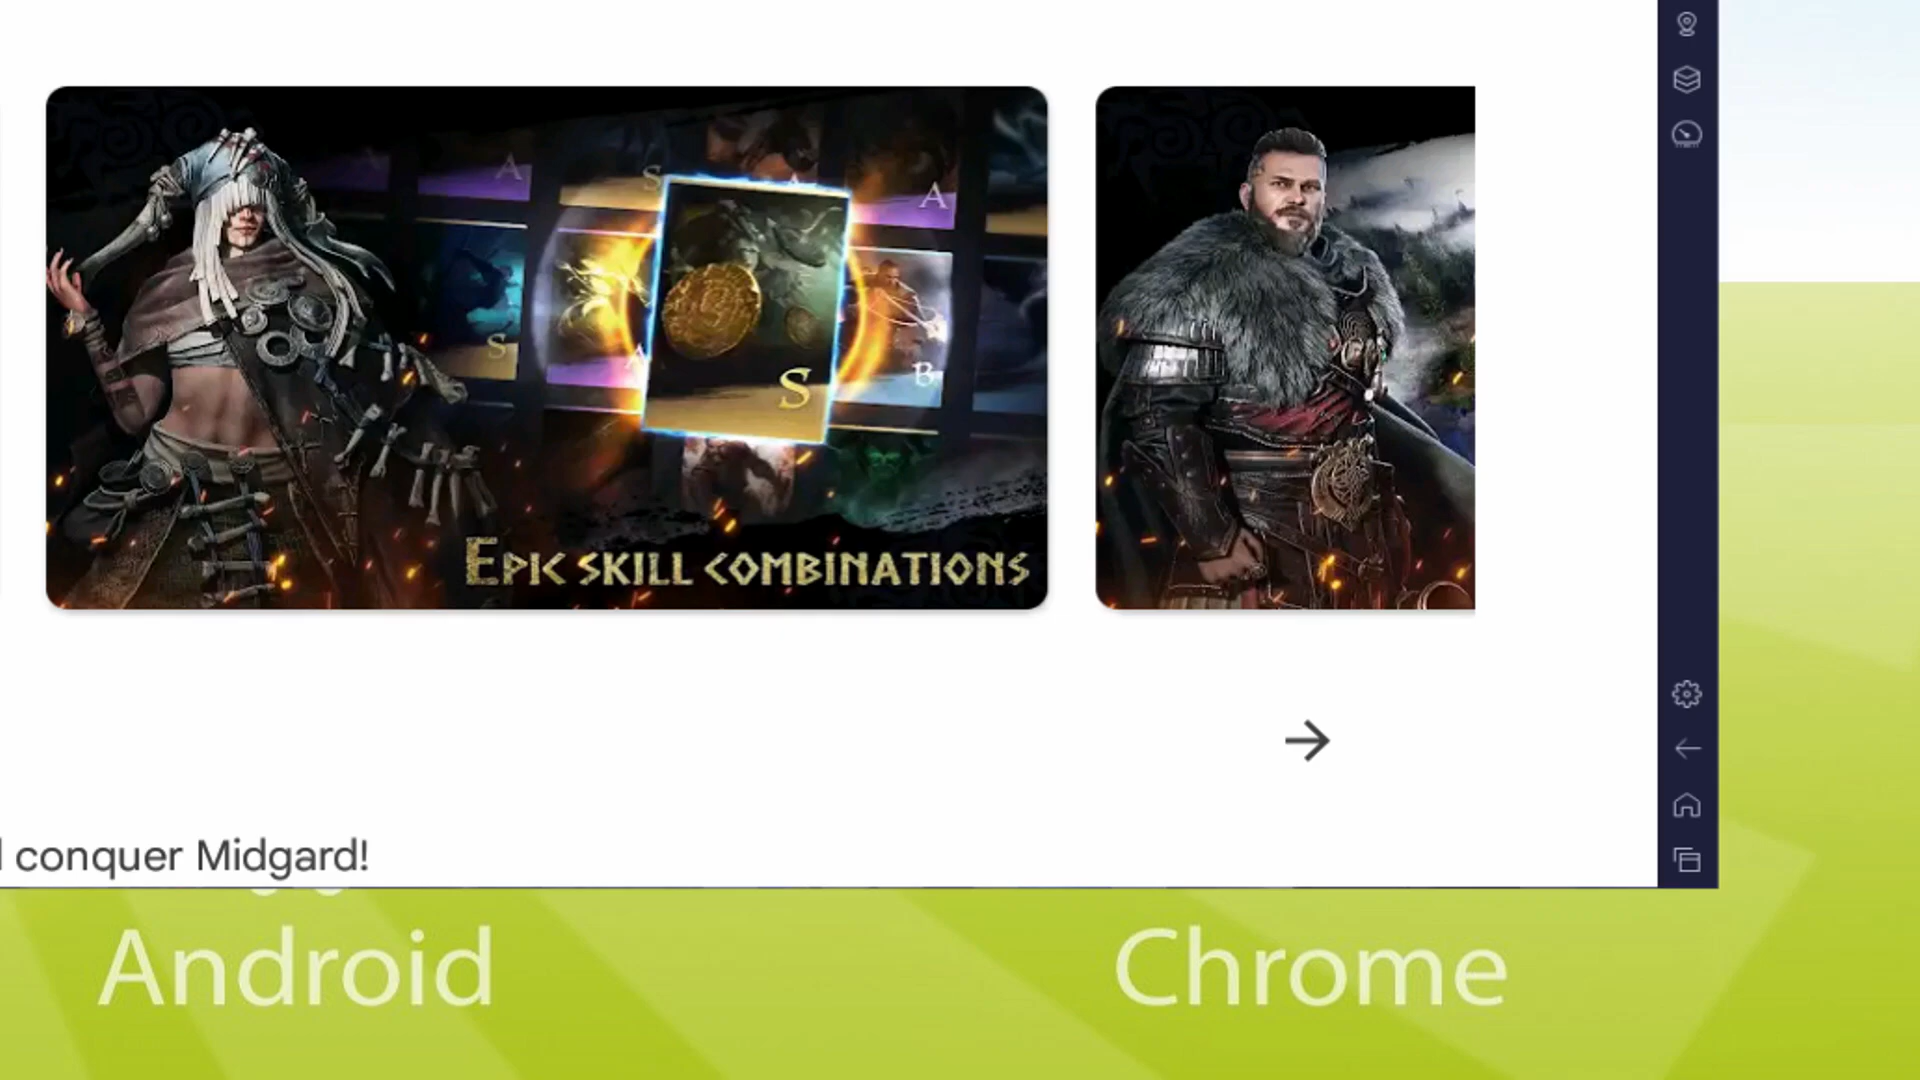 A
S
A
A
S
A
S
B
EPIC SKILL COMBINATIONS
conquer Midgard!
Android
Chrome